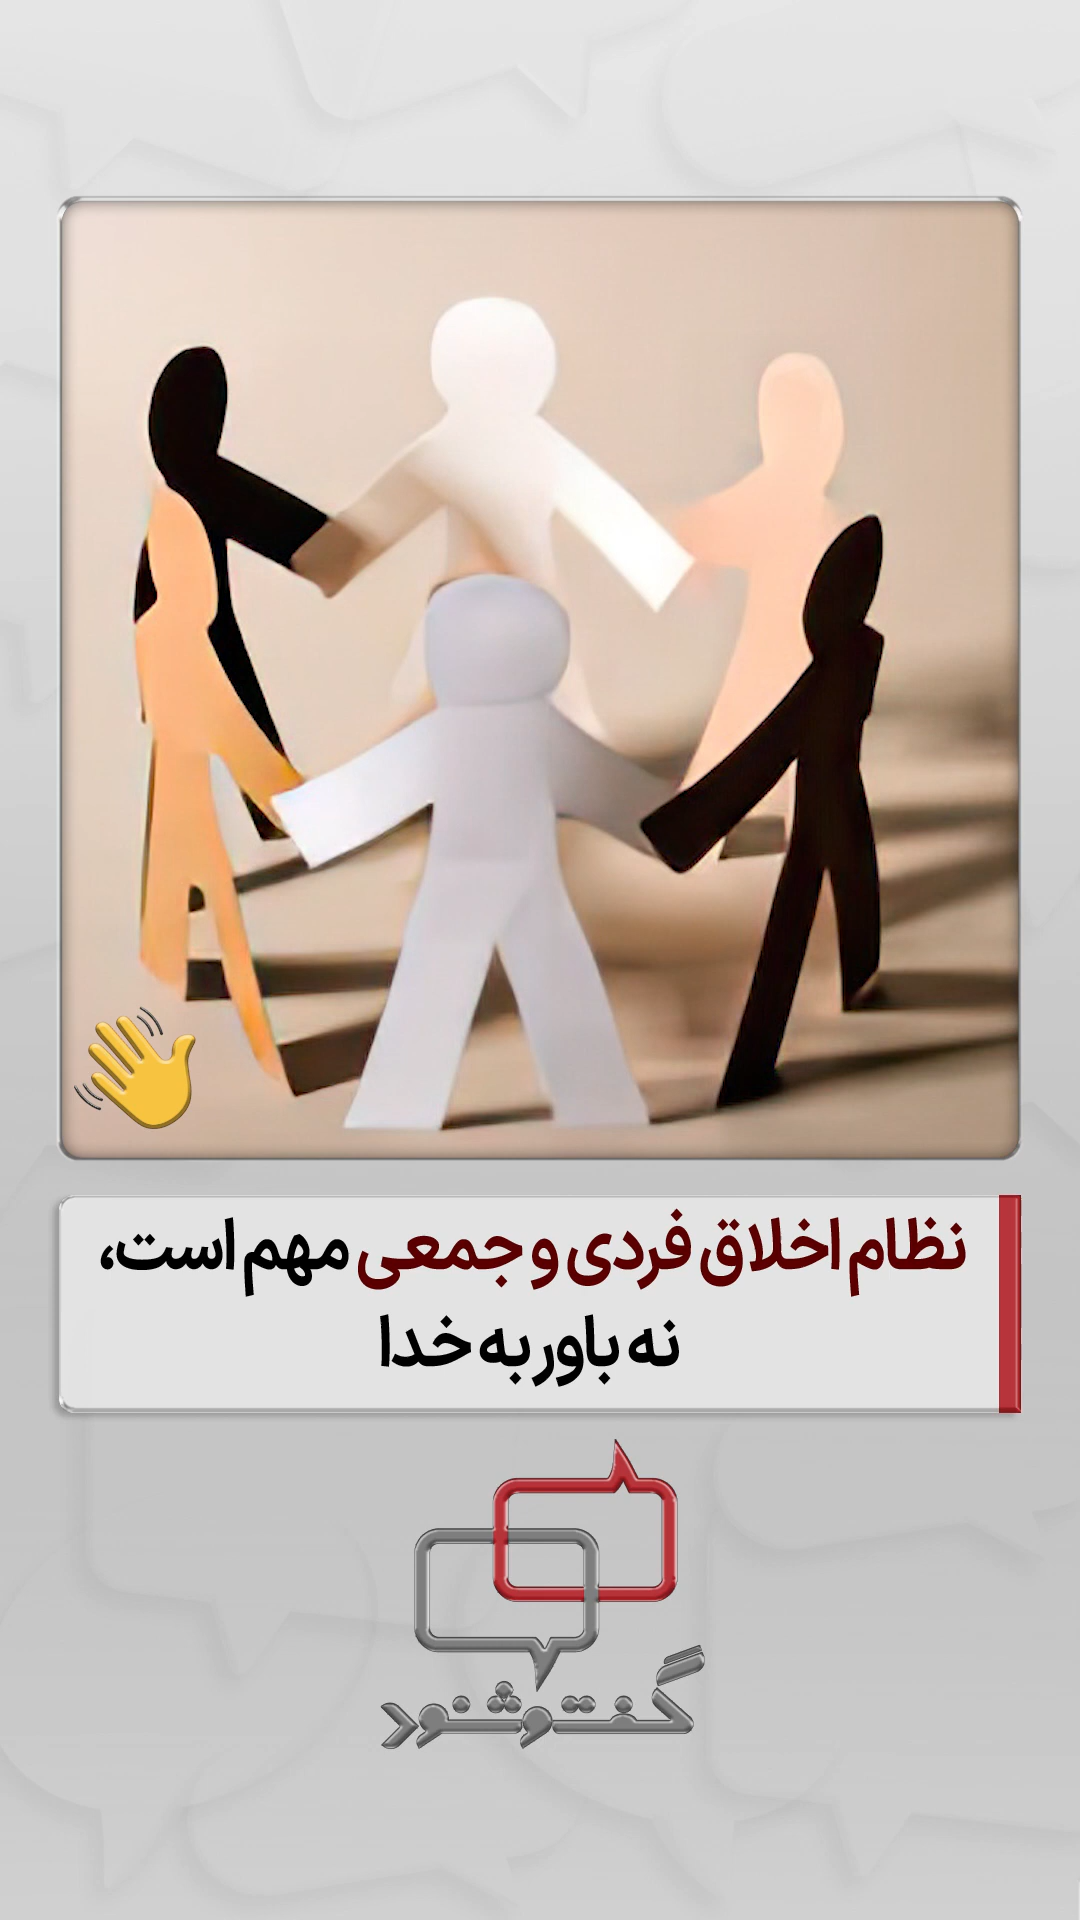 نظام اخلاق فردی و جمعی مهم است،
نه باور به خدا
گفت‌وشنود